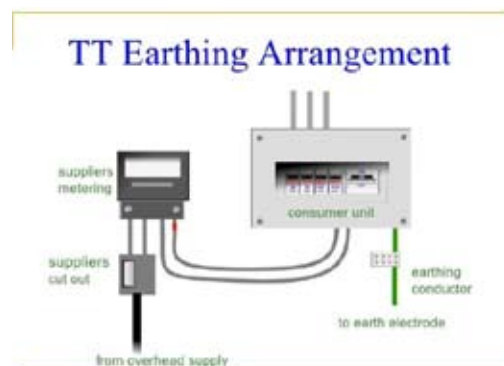 TT Earthing Arrangement
suppliers
metering
consumer unit
suppliers
cut out
earthing
conductor
to earth electrode
from overhead supply